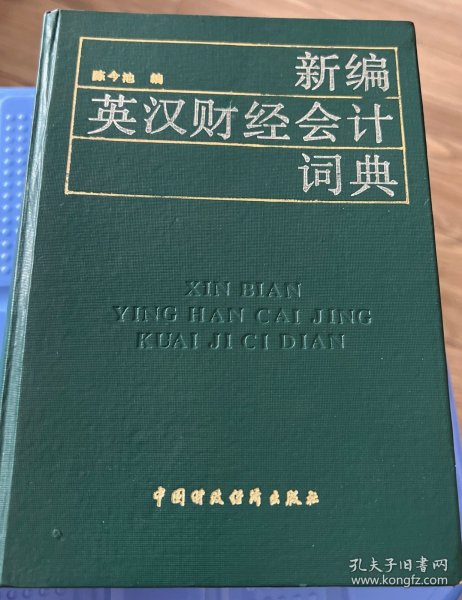 新编
陈今池 编
英汉财经会计
词典
XIN BIAN
YING HAN CAI JING
KUAI JI CI DIAN
中国财政经济出版社
孔夫子旧书网
www.kongfz.com